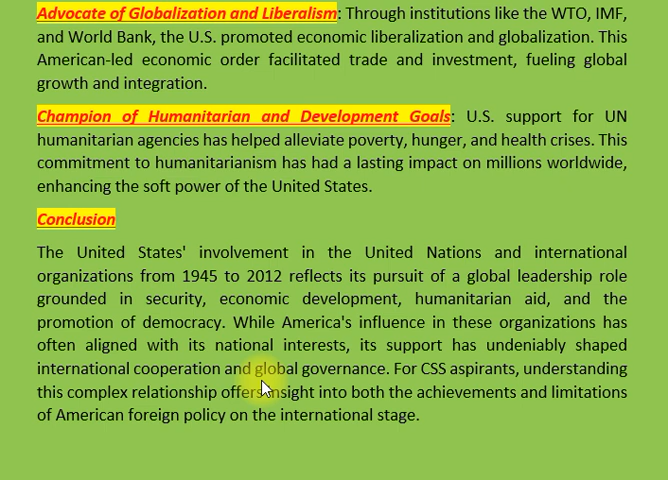 Advocate of Globalization and Liberalism: Through institutions like the WTO, IMF,
and World Bank, the U.S. promoted economic liberalization and globalization. This
American-led economic order facilitated trade and investment, fueling global
growth and integration.
Champion of Humanitarian and Development Goals: U.S. support for UN
humanitarian agencies has helped alleviate poverty, hunger, and health crises. This
commitment to humanitarianism has had a lasting impact on millions worldwide,
enhancing the soft power of the United States.
Conclusion
The United States' involvement in the United Nations and international
organizations from 1945 to 2012 reflects its pursuit of a global leadership role
grounded in security, economic development, humanitarian aid, and the
promotion of democracy. While America's influence in these organizations has
often aligned with its national interests, its support has undeniably shaped
international cooperation and global governance. For CSS aspirants, understanding
this complex relationship offers insight into both the achievements and limitations
of American foreign policy on the international stage.